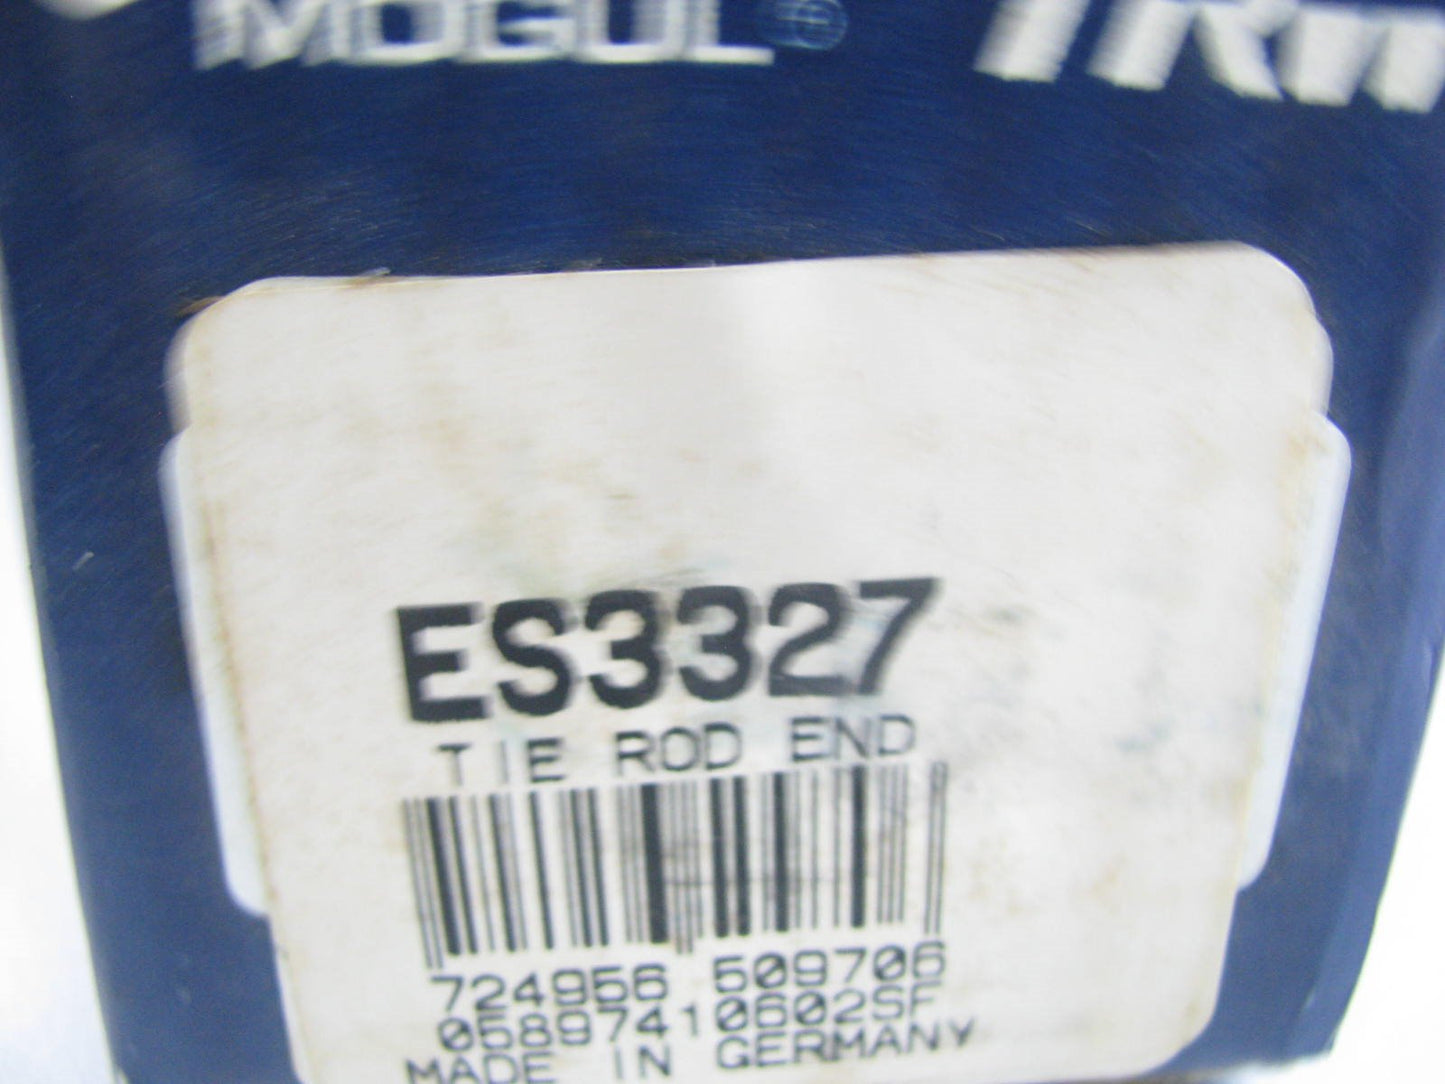 MOGUL TRW
ES3327
TIE ROD END
724956 509706
05897410602SF
MADE IN GERMANY